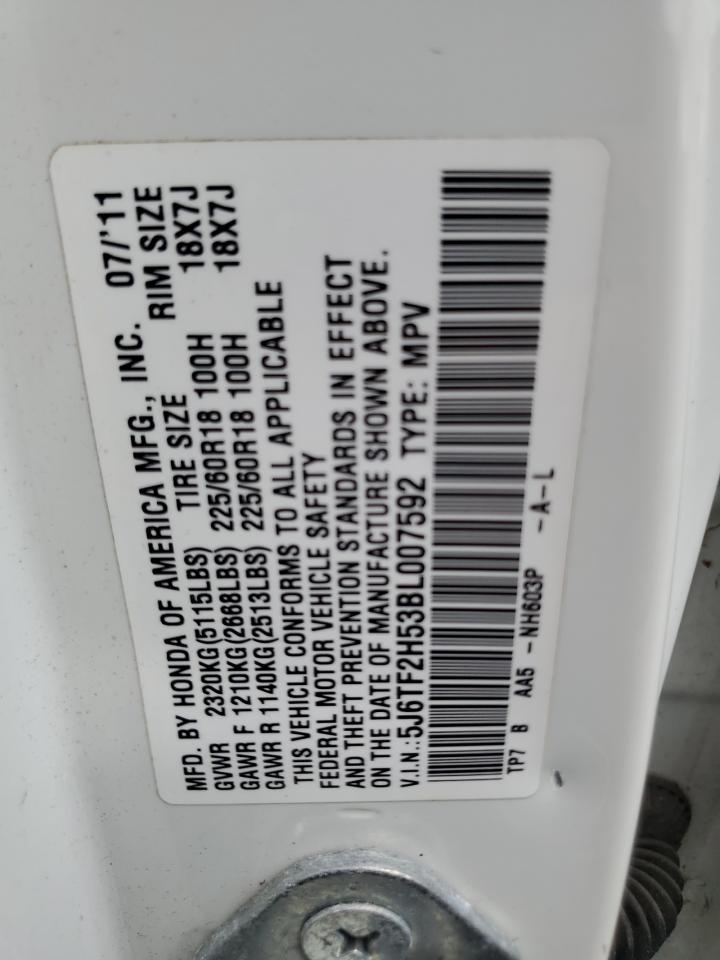 MFD. BY HONDA OF AMERICA MFG., INC. 07/'11
GVWR 2320KG(5115LBS) TIRE SIZE RIM SIZE
GAWR F 1210KG(2668LBS) 225/60R18 100H 18X7J
GAWR R 1140KG(2513LBS) 225/60R18 100H 18X7J
THIS VEHICLE CONFORMS TO ALL APPLICABLE
FEDERAL MOTOR VEHICLE SAFETY
AND THEFT PREVENTION STANDARDS IN EFFECT
ON THE DATE OF MANUFACTURE SHOWN ABOVE.
V.I.N.:5J6TF2H53BL007592 TYPE: MPV
TP7 B AA5 -NH603P -A-L